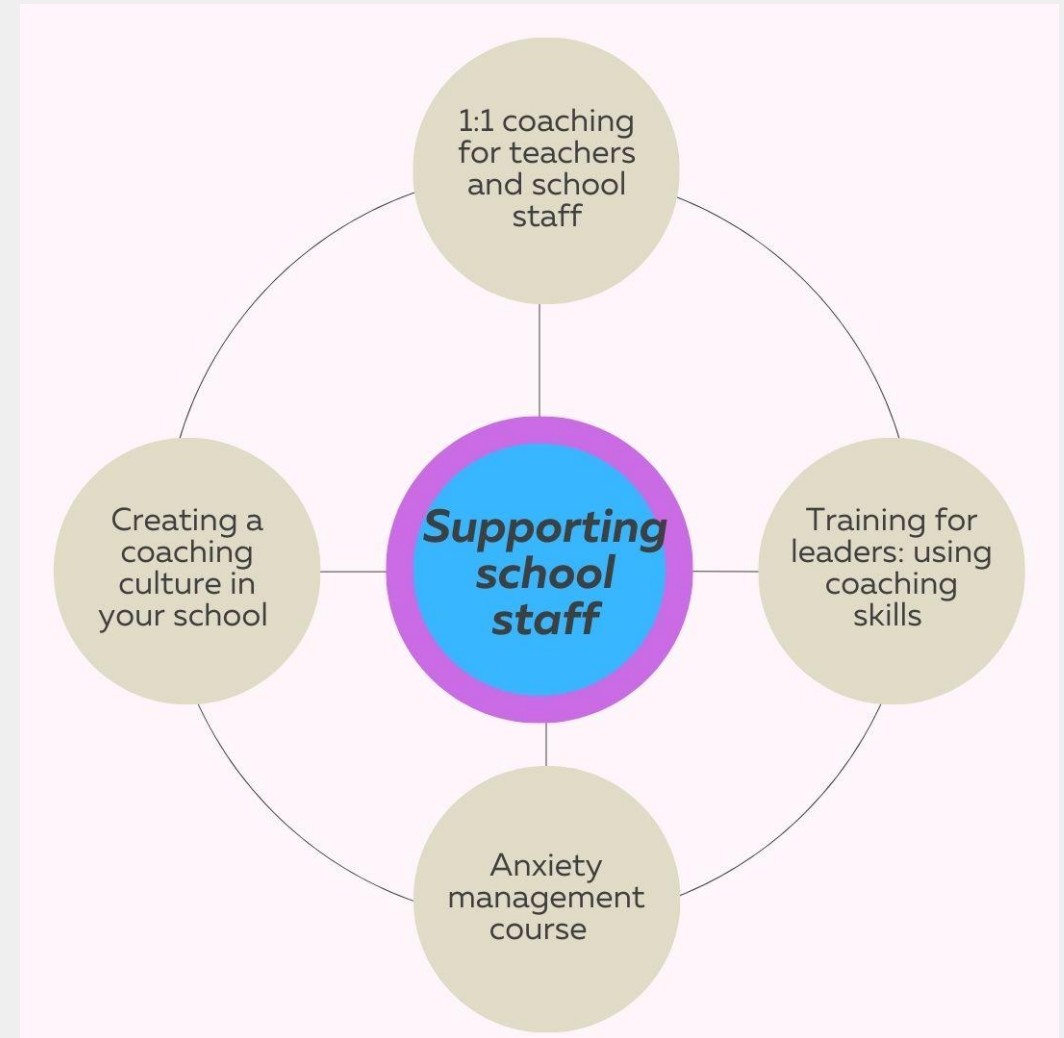 1:1 coaching
for teachers
and school
staff
Creating a
coaching
culture in
your school
Supporting
school
staff
Training for
leaders: using
coaching
skills
Anxiety
management
course